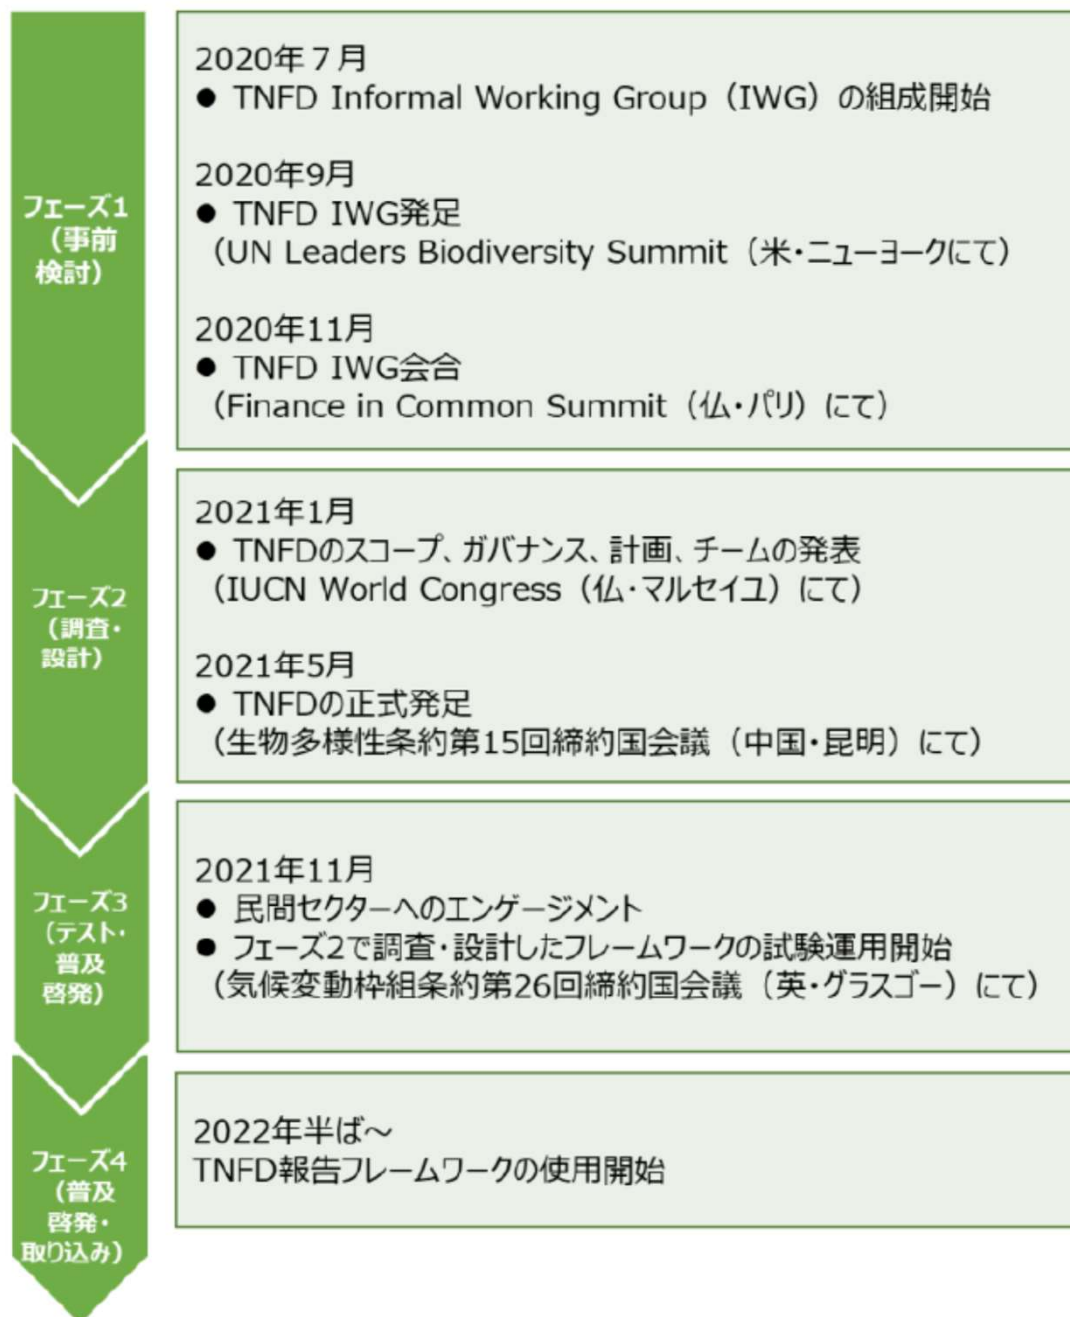 フェーズ1
（事前
検討）
2020年７月
● TNFD Informal Working Group（IWG）の組成開始
2020年9月
● TNFD IWG発足
（UN Leaders Biodiversity Summit（米・ニューヨークにて）
2020年11月
● TNFD IWG会合
（Finance in Common Summit（仏・パリ）にて）
フェーズ2
（調査・
設計）
2021年1月
● TNFDのスコープ、ガバナンス、計画、チームの発表
（IUCN World Congress（仏・マルセイユ）にて）
2021年5月
● TNFDの正式発足
（生物多様性条約第15回締約国会議（中国・昆明）にて）
フェーズ3
（テスト・
普及
啓発）
2021年11月
● 民間セクターへのエンゲージメント
● フェーズ2で調査・設計したフレームワークの試験運用開始
（気候変動枠組条約第26回締約国会議（英・グラスゴー）にて）
フェーズ4
（普及
啓発・
取り込み）
2022年半ば～
TNFD報告フレームワークの使用開始